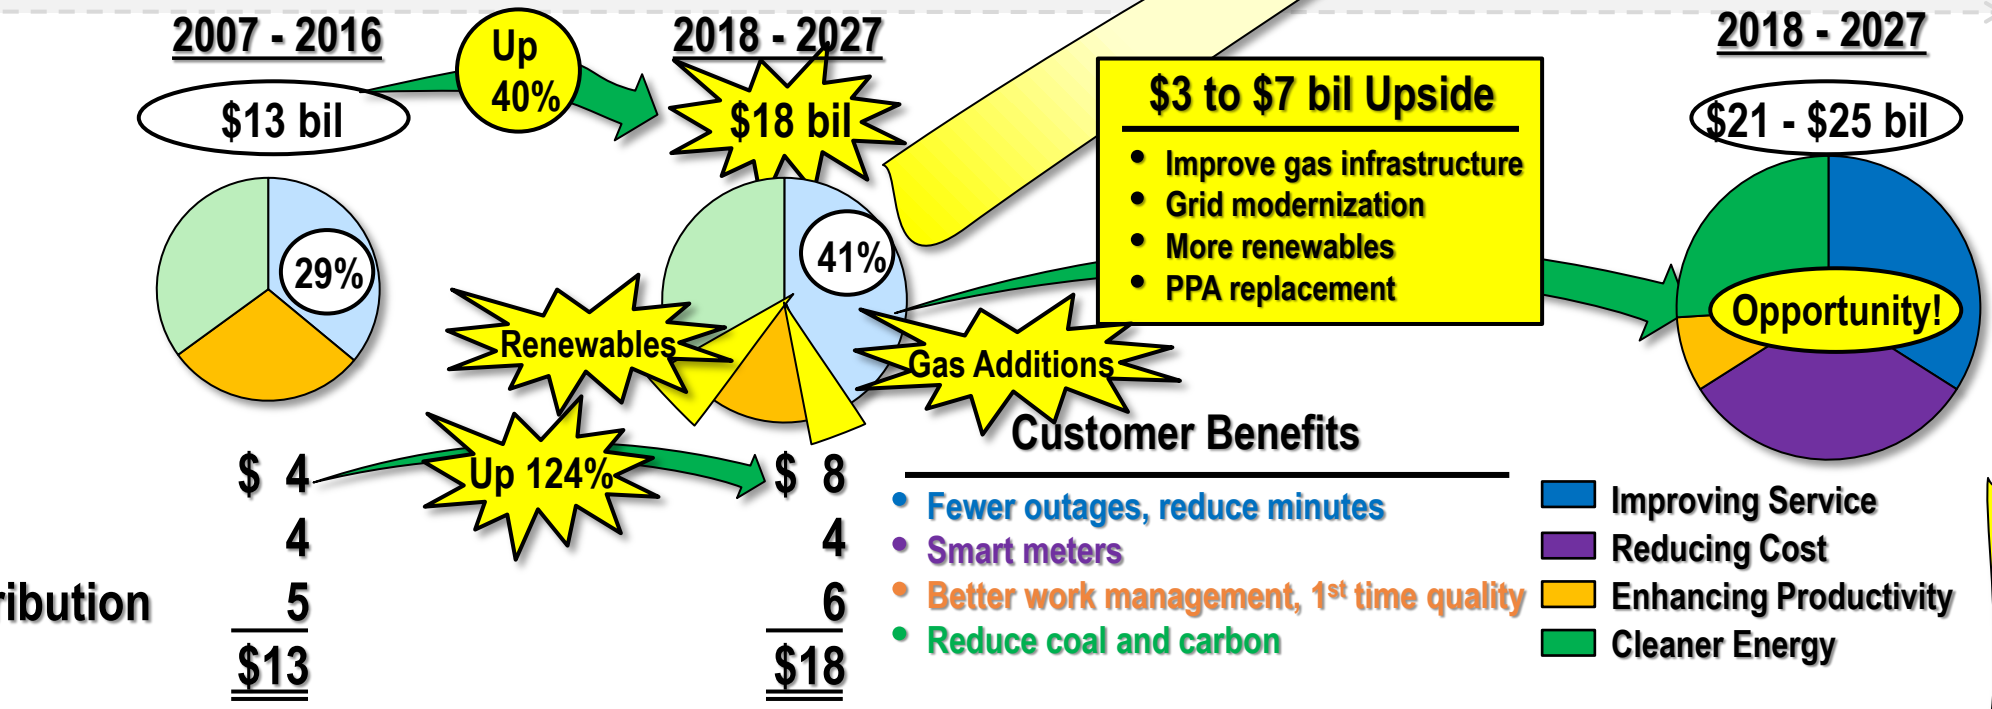 2007 - 2016
Up
40%
2018 - 2027
2018 - 2027
$13 bil
$18 bil
$3 to $7 bil Upside
• Improve gas infrastructure
• Grid modernization
• More renewables
• PPA replacement
$21 - $25 bil
29%
41%
Renewables
Gas Additions
Opportunity!
$ 4
Up 124%
$ 8
4
4
ribution
5
6
$13
$18
Customer Benefits
• Fewer outages, reduce minutes
• Smart meters
• Better work management, 1st time quality
• Reduce coal and carbon
Improving Service
Reducing Cost
Enhancing Productivity
Cleaner Energy